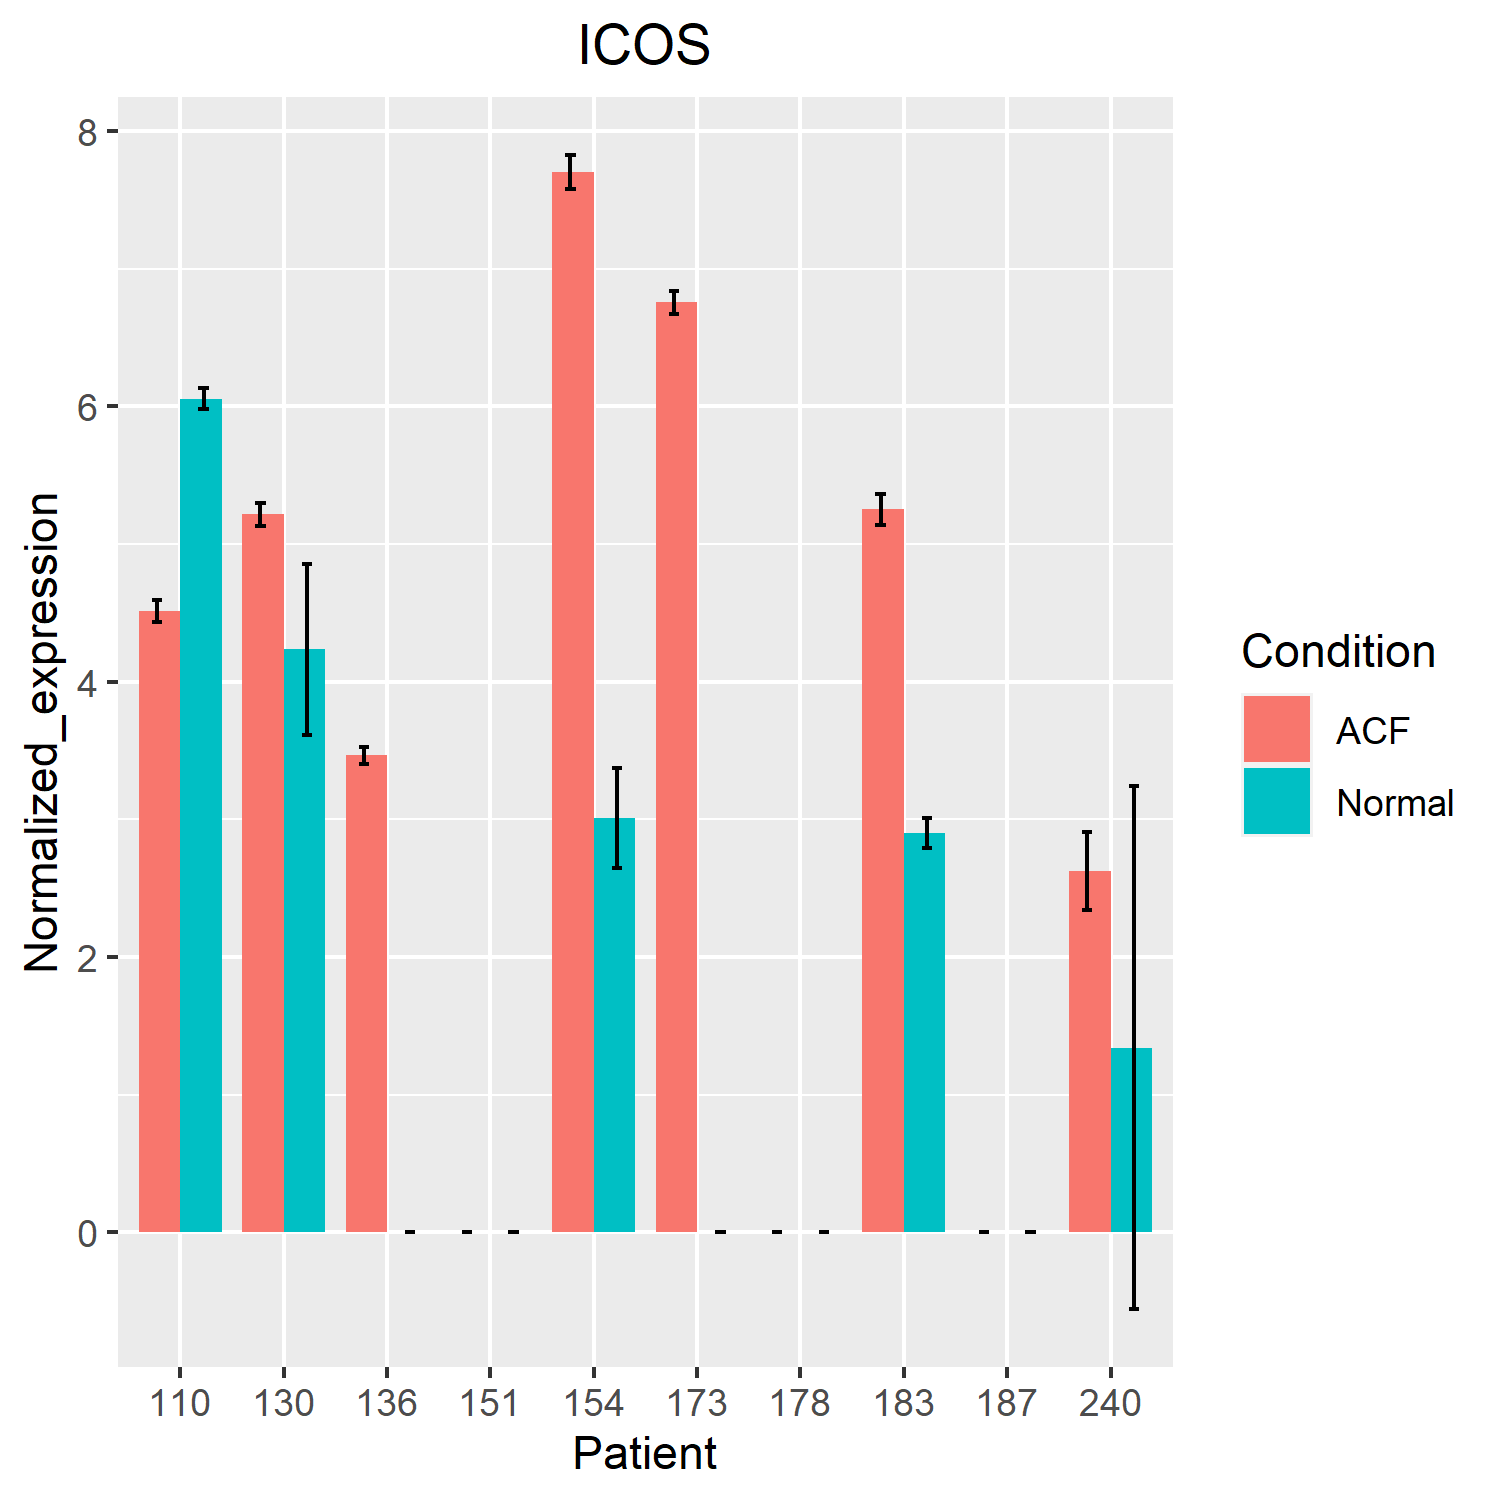 ICOS
Normalized_expression
8
6
4
2
0
110 130 136 151 154 173 178 183 187 240
Patient
Condition
ACF
Normal